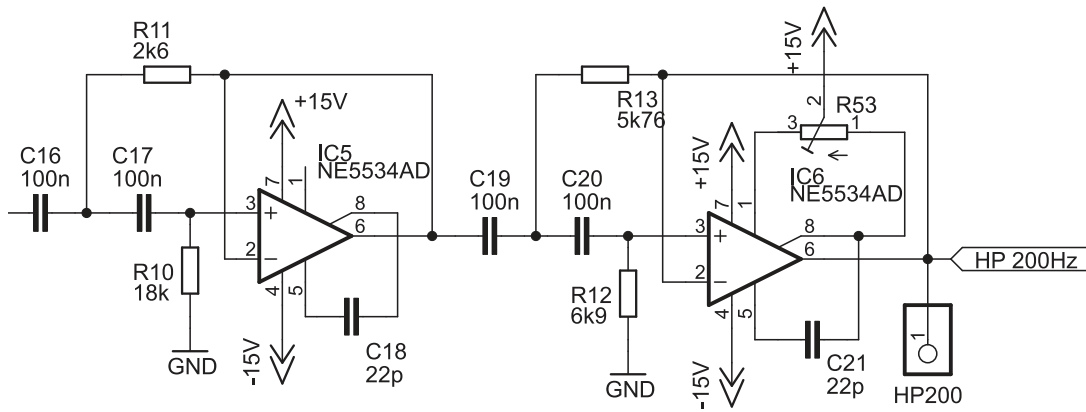 R11
2k6
+15V
C16
100n
C17
100n
7
1
IC5
NE5534AD
3
+
2
−
8
6
4
5
R10
18k
GND
-15V
C18
22p
R13
5k76
+15V
2
R53
3
1
+15V
IC6
NE5534AD
C19
100n
C20
100n
7
1
3
+
2
−
8
6
4
5
R12
6k9
GND
-15V
C21
22p
HP 200Hz
1
HP200